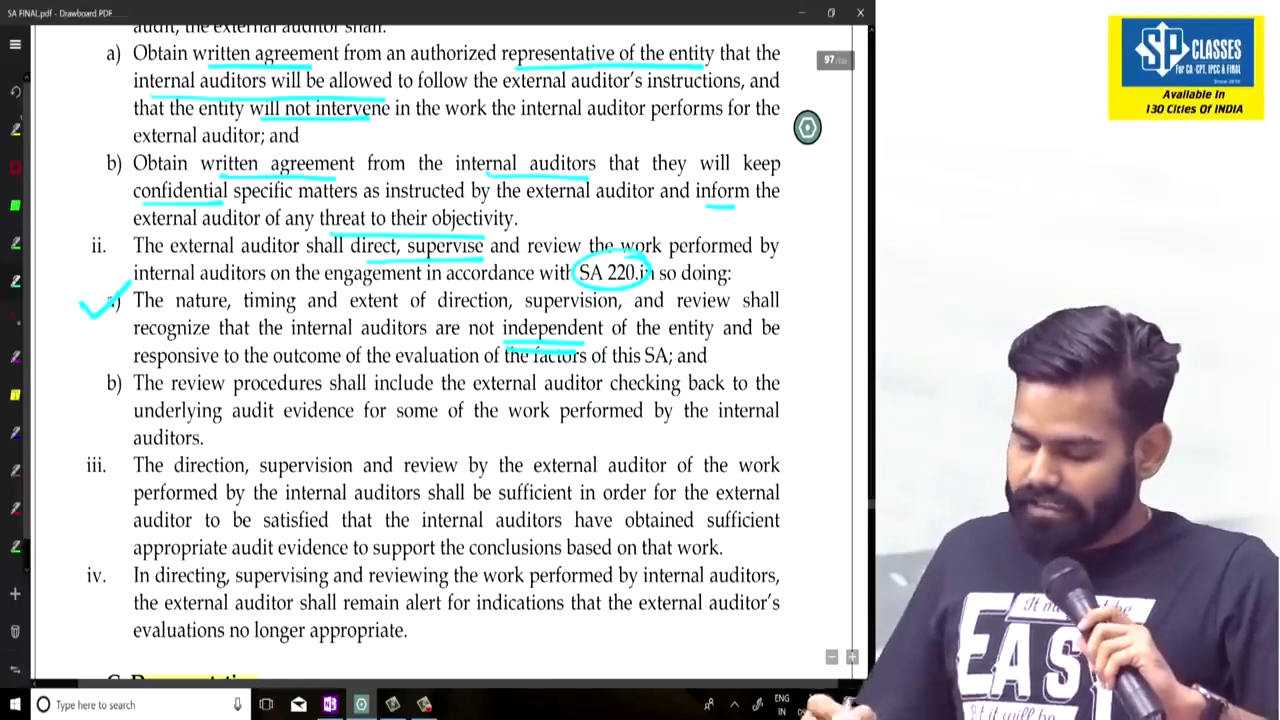 SA FINAL.pdf - Drawboard PDF
audit, the external auditor shall:
a) Obtain written agreement from an authorized representative of the entity that the
internal auditors will be allowed to follow the external auditor's instructions, and
that the entity will not intervene in the work the internal auditor performs for the
external auditor; and
b) Obtain written agreement from the internal auditors that they will keep
confidential specific matters as instructed by the external auditor and inform the
external auditor of any threat to their objectivity.
ii. The external auditor shall direct, supervise and review the work performed by
internal auditors on the engagement in accordance with SA 220.in so doing:
The nature, timing and extent of direction, supervision, and review shall
recognize that the internal auditors are not independent of the entity and be
responsive to the outcome of the evaluation of the factors of this SA; and
b) The review procedures shall include the external auditor checking back to the
underlying audit evidence for some of the work performed by the internal
auditors.
iii. The direction, supervision and review by the external auditor of the work
performed by the internal auditors shall be sufficient in order for the external
auditor to be satisfied that the internal auditors have obtained sufficient
appropriate audit evidence to support the conclusions based on that work.
iv. In directing, supervising and reviewing the work performed by internal auditors,
the external auditor shall remain alert for indications that the external auditor's
evaluations no longer appropriate.
97
Type here to search
ENG
IN
SP CLASSES
For CA -CPT, IPCC & FINAL
Since 2010
Available In
130 Cities Of INDIA
EAS
it will be